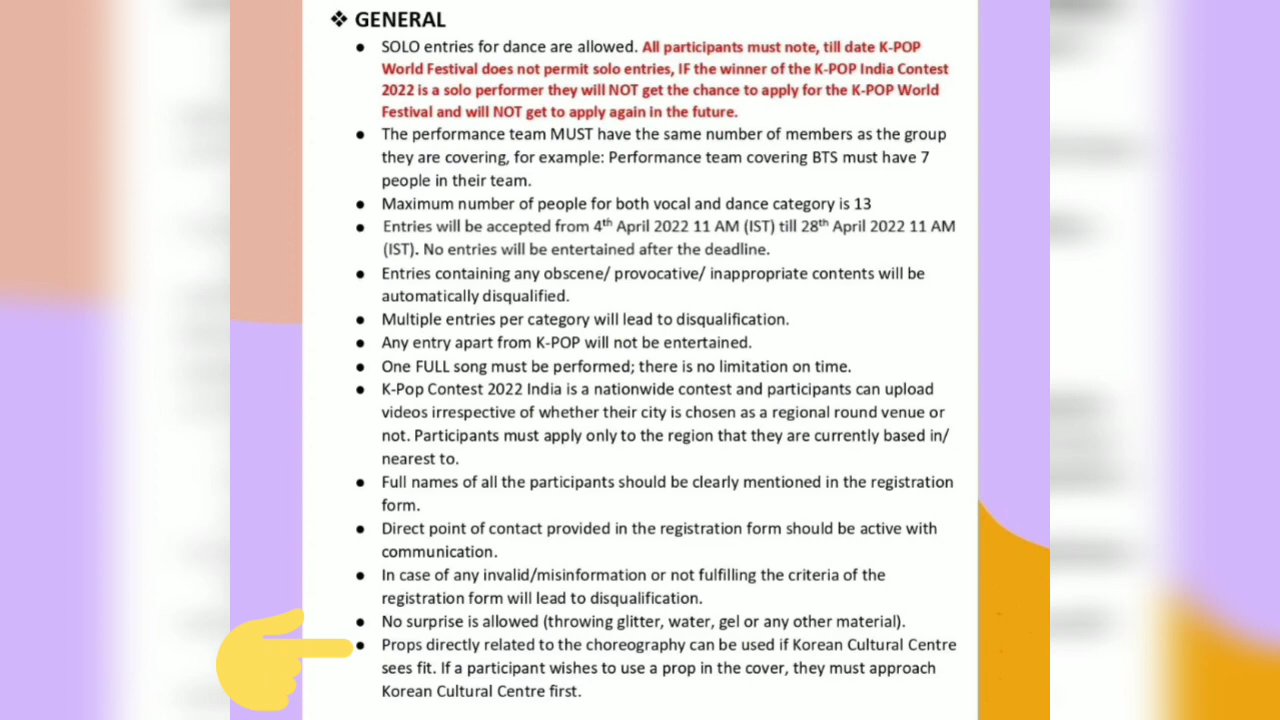 ❖ GENERAL
● SOLO entries for dance are allowed. All participants must note, till date K-POP
World Festival does not permit solo entries, IF the winner of the K-POP India Contest
2022 is a solo performer they will NOT get the chance to apply for the K-POP World
Festival and will NOT get to apply again in the future.
● The performance team MUST have the same number of members as the group
they are covering, for example: Performance team covering BTS must have 7
people in their team.
● Maximum number of people for both vocal and dance category is 13
● Entries will be accepted from 4th April 2022 11 AM (IST) till 28th April 2022 11 AM
(IST). No entries will be entertained after the deadline.
● Entries containing any obscene/ provocative/ inappropriate contents will be
automatically disqualified.
● Multiple entries per category will lead to disqualification.
● Any entry apart from K-POP will not be entertained.
● One FULL song must be performed; there is no limitation on time.
● K-Pop Contest 2022 India is a nationwide contest and participants can upload
videos irrespective of whether their city is chosen as a regional round venue or
not. Participants must apply only to the region that they are currently based in/
nearest to.
● Full names of all the participants should be clearly mentioned in the registration
form.
● Direct point of contact provided in the registration form should be active with
communication.
● In case of any invalid/misinformation or not fulfilling the criteria of the
registration form will lead to disqualification.
● No surprise is allowed (throwing glitter, water, gel or any other material).
● Props directly related to the choreography can be used if Korean Cultural Centre
sees fit. If a participant wishes to use a prop in the cover, they must approach
Korean Cultural Centre first.